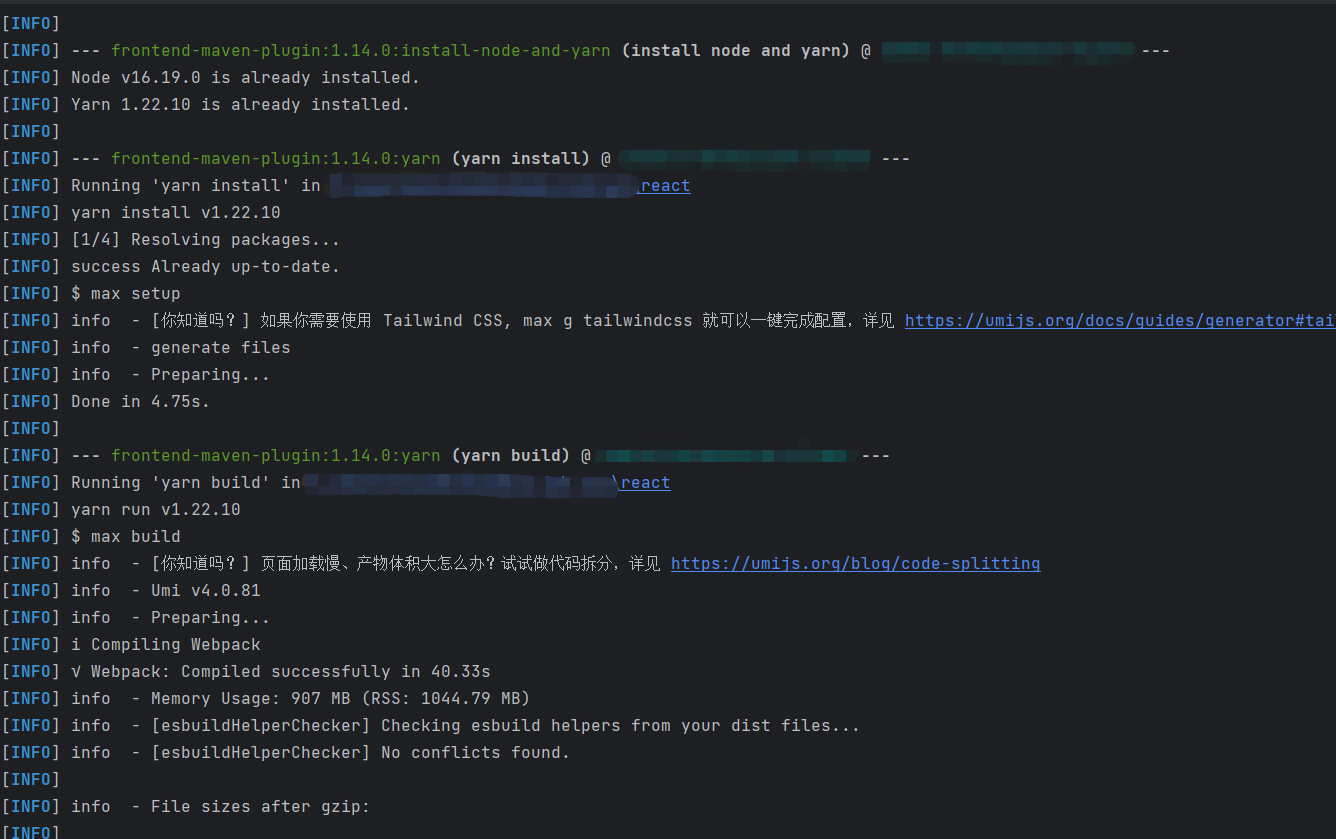 [INFO]
[INFO] --- frontend-maven-plugin:1.14.0:install-node-and-yarn (install node and yarn) @ ---
[INFO] Node v16.19.0 is already installed.
[INFO] Yarn 1.22.10 is already installed.
[INFO]
[INFO] --- frontend-maven-plugin:1.14.0:yarn (yarn install) @ ---
[INFO] Running 'yarn install' in \react
[INFO] yarn install v1.22.10
[INFO] [1/4] Resolving packages...
[INFO] success Already up-to-date.
[INFO] $ max setup
[INFO] info  - [你知道吗？] 如果你需要使用 Tailwind CSS, max g tailwindcss 就可以一键完成配置，详见 https://umijs.org/docs/guides/generator#tai
[INFO] info  - generate files
[INFO] info  - Preparing...
[INFO] Done in 4.75s.
[INFO]
[INFO] --- frontend-maven-plugin:1.14.0:yarn (yarn build) @ ---
[INFO] Running 'yarn build' in \react
[INFO] yarn run v1.22.10
[INFO] $ max build
[INFO] info  - [你知道吗？] 页面加载慢、产物体积大怎么办？试试做代码拆分，详见 https://umijs.org/blog/code-splitting
[INFO] info  - Umi v4.0.81
[INFO] info  - Preparing...
[INFO] i Compiling Webpack
[INFO] √ Webpack: Compiled successfully in 40.33s
[INFO] info  - Memory Usage: 907 MB (RSS: 1044.79 MB)
[INFO] info  - [esbuildHelperChecker] Checking esbuild helpers from your dist files...
[INFO] info  - [esbuildHelperChecker] No conflicts found.
[INFO]
[INFO] info  - File sizes after gzip:
[INFO]